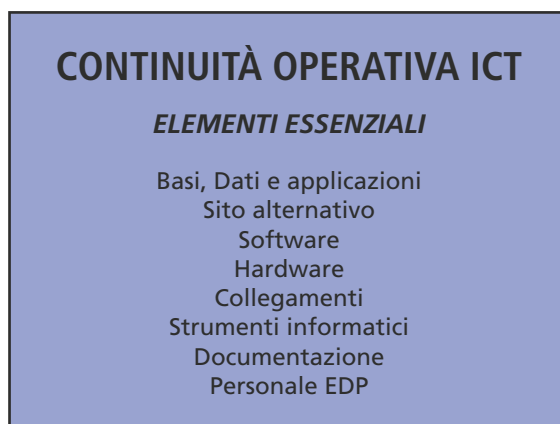 CONTINUITÀ OPERATIVA ICT
ELEMENTI ESSENZIALI
Basi, Dati e applicazioni
Sito alternativo
Software
Hardware
Collegamenti
Strumenti informatici
Documentazione
Personale EDP